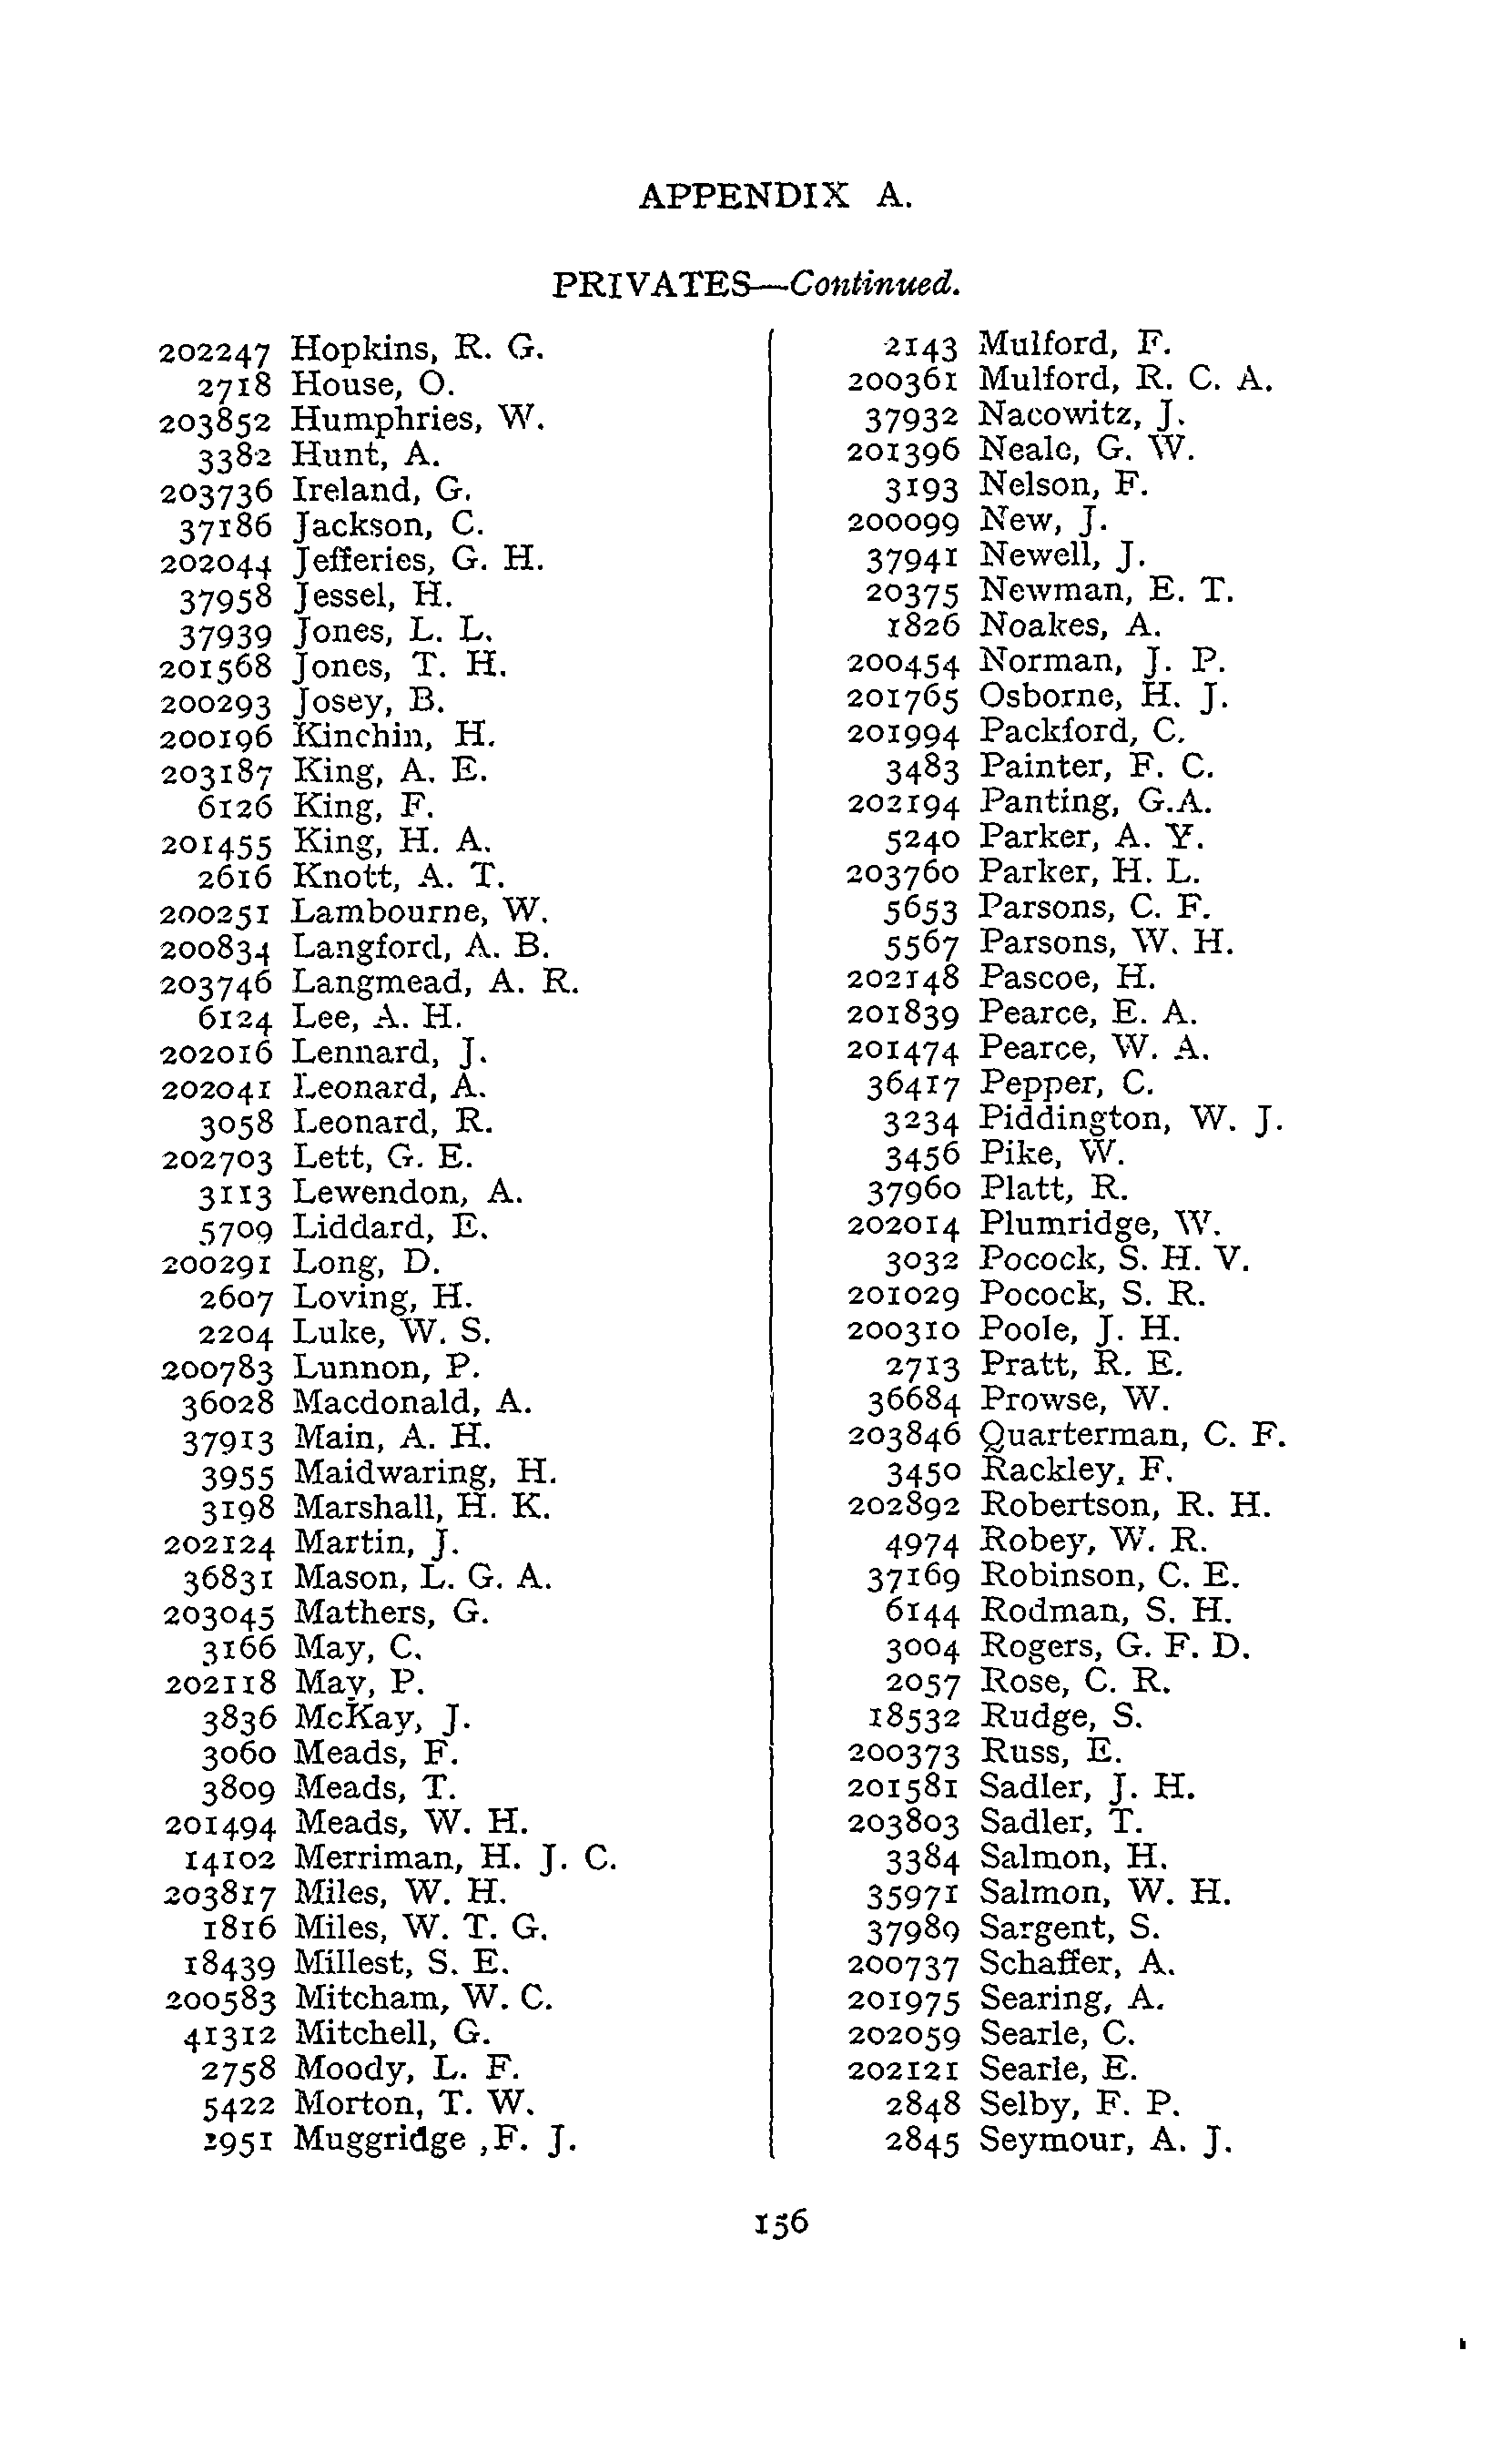 APPENDIX A.
PRIVATES—Continued.
202247 Hopkins, R. G.
2718 House, O.
203852 Humphries, W.
3382 Hunt, A.
203736 Ireland, G.
37186 Jackson, C.
202044 Jefferies, G. H.
37958 Jessel, H.
37939 Jones, L. L.
201568 Jones, T. H.
200293 Josey, B.
200196 Kinchin, H.
203187 King, A. E.
6126 King, F.
201455 King, H. A.
2616 Knott, A. T.
200251 Lambourne, W.
200834 Langford, A. B.
203746 Langmead, A. R.
6124 Lee, A. H.
202016 Lennard, J.
202041 Leonard, A.
3058 Leonard, R.
202703 Lett, G. E.
3113 Lewendon, A.
5709 Liddard, E.
200291 Long, D.
2607 Loving, H.
2204 Luke, W. S.
200783 Lunnon, P.
36028 Macdonald, A.
37913 Main, A. H.
3955 Maidwaring, H.
3198 Marshall, H. K.
202124 Martin, J.
36831 Mason, L. G. A.
203045 Mathers, G.
3166 May, C.
202118 May, P.
3836 McKay, J.
3060 Meads, F.
3809 Meads, T.
201494 Meads, W. H.
14102 Merriman, H. J. C.
203817 Miles, W. H.
1816 Miles, W. T. G.
18439 Millest, S. E.
200583 Mitcham, W. C.
41312 Mitchell, G.
2758 Moody, L. F.
5422 Morton, T. W.
2951 Muggridge ,F. J.
2143 Mulford, F.
200361 Mulford, R. C. A.
37932 Nacowitz, J.
201396 Neale, G. W.
3193 Nelson, F.
200099 New, J.
37941 Newell, J.
20375 Newman, E. T.
1826 Noakes, A.
200454 Norman, J. P.
201765 Osborne, H. J.
201994 Packford, C.
3483 Painter, F. C.
202194 Panting, G.A.
5240 Parker, A. Y.
203760 Parker, H. L.
5653 Parsons, C. F.
5567 Parsons, W. H.
202148 Pascoe, H.
201839 Pearce, E. A.
201474 Pearce, W. A.
36417 Pepper, C.
3234 Piddington, W. J.
3456 Pike, W.
37960 Platt, R.
202014 Plumridge, W.
3032 Pocock, S. H. V.
201029 Pocock, S. R.
200310 Poole, J. H.
2713 Pratt, R. E.
36684 Prowse, W.
203846 Quarterman, C. F.
3450 Rackley, F.
202892 Robertson, R. H.
4974 Robey, W. R.
37169 Robinson, C. E.
6144 Rodman, S. H.
3004 Rogers, G. F. D.
2057 Rose, C. R.
18532 Rudge, S.
200373 Russ, E.
201581 Sadler, J. H.
203803 Sadler, T.
3384 Salmon, H.
35971 Salmon, W. H.
37989 Sargent, S.
200737 Schaffer, A.
201975 Searing, A.
202059 Searle, C.
202121 Searle, E.
2848 Selby, F. P.
2845 Seymour, A. J.
156